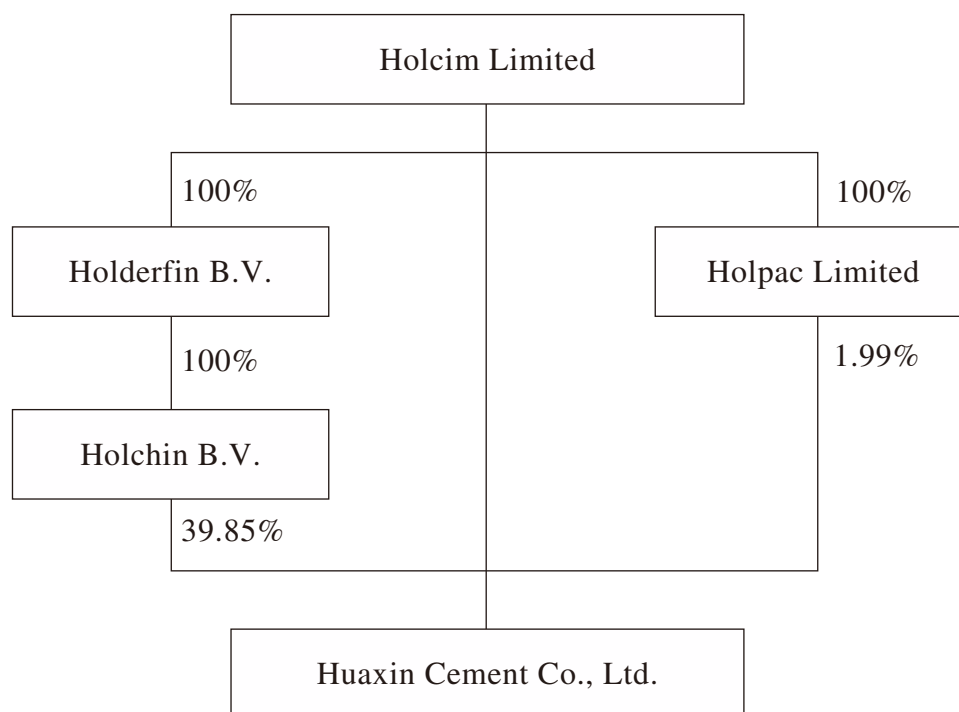 Holcim Limited
100%
100%
Holderfin B.V.
Holpac Limited
100%
1.99%
Holchin B.V.
39.85%
Huaxin Cement Co., Ltd.